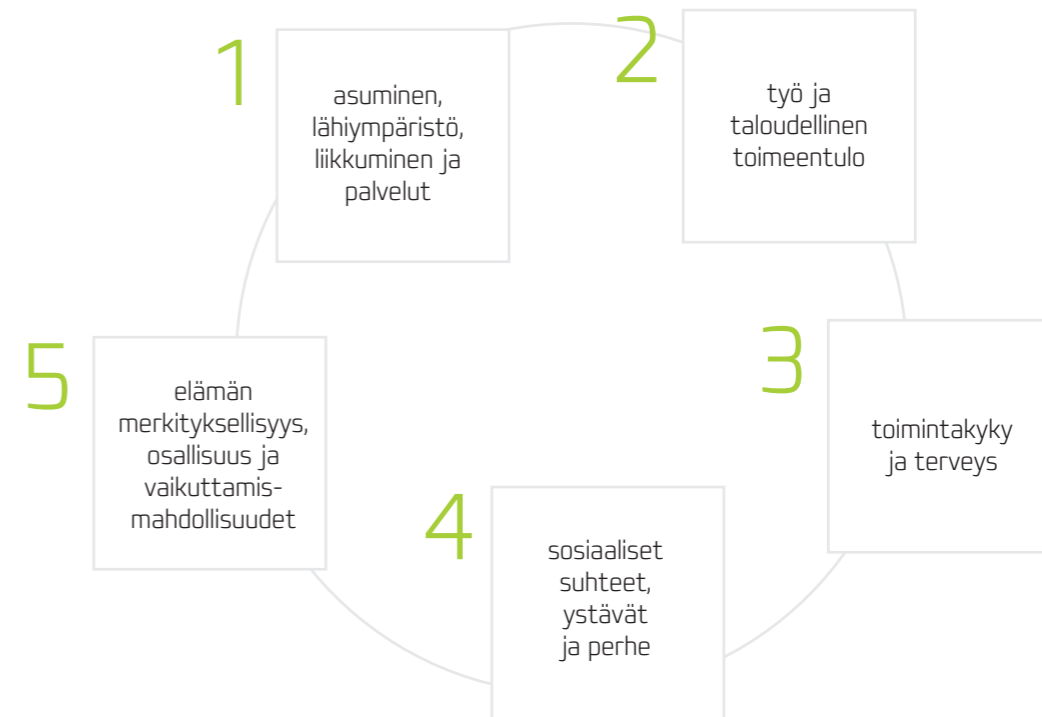 1
asuminen,
lähiympäristö,
liikkuminen ja
palvelut
2
työ ja
taloudellinen
toimeentulo
3
toimintakyky
ja terveys
4
sosiaaliset
suhteet,
ystävät
ja perhe
5
elämän
merkityksellisyys,
osallisuus ja
vaikuttamis-
mahdollisuudet